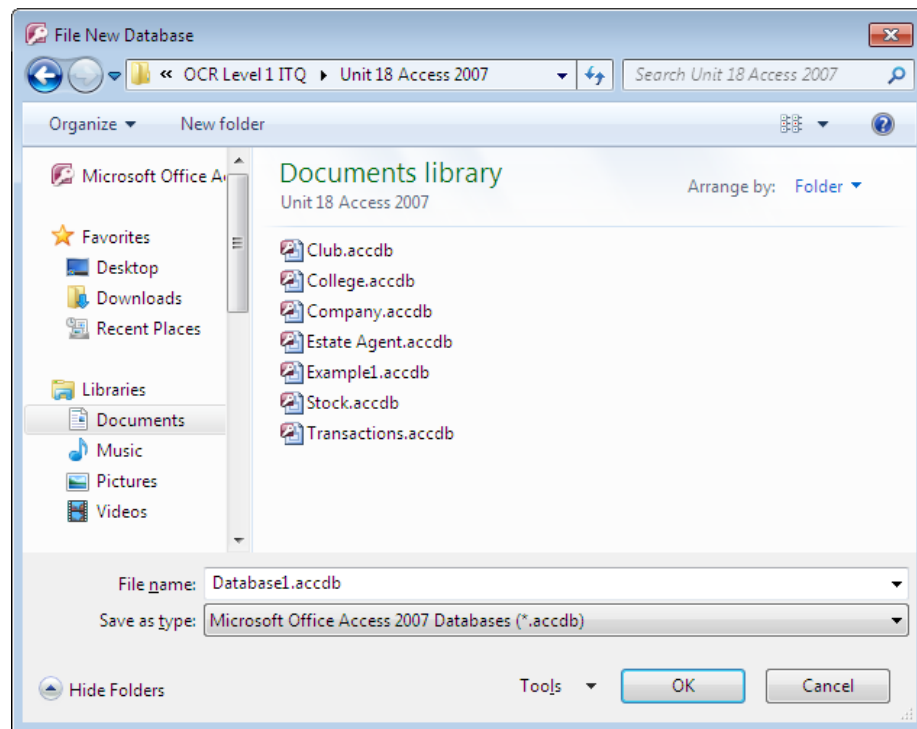 File New Database
« OCR Level 1 ITQ ▸ Unit 18 Access 2007
Search Unit 18 Access 2007
Organize
New folder
Microsoft Office A
Favorites
Desktop
Downloads
Recent Places
Libraries
Documents
Music
Pictures
Videos
Documents library
Unit 18 Access 2007
Arrange by: Folder
Club.accdb
College.accdb
Company.accdb
Estate Agent.accdb
Example1.accdb
Stock.accdb
Transactions.accdb
File name: Database1.accdb
Save as type: Microsoft Office Access 2007 Databases (*.accdb)
Hide Folders
Tools
OK
Cancel